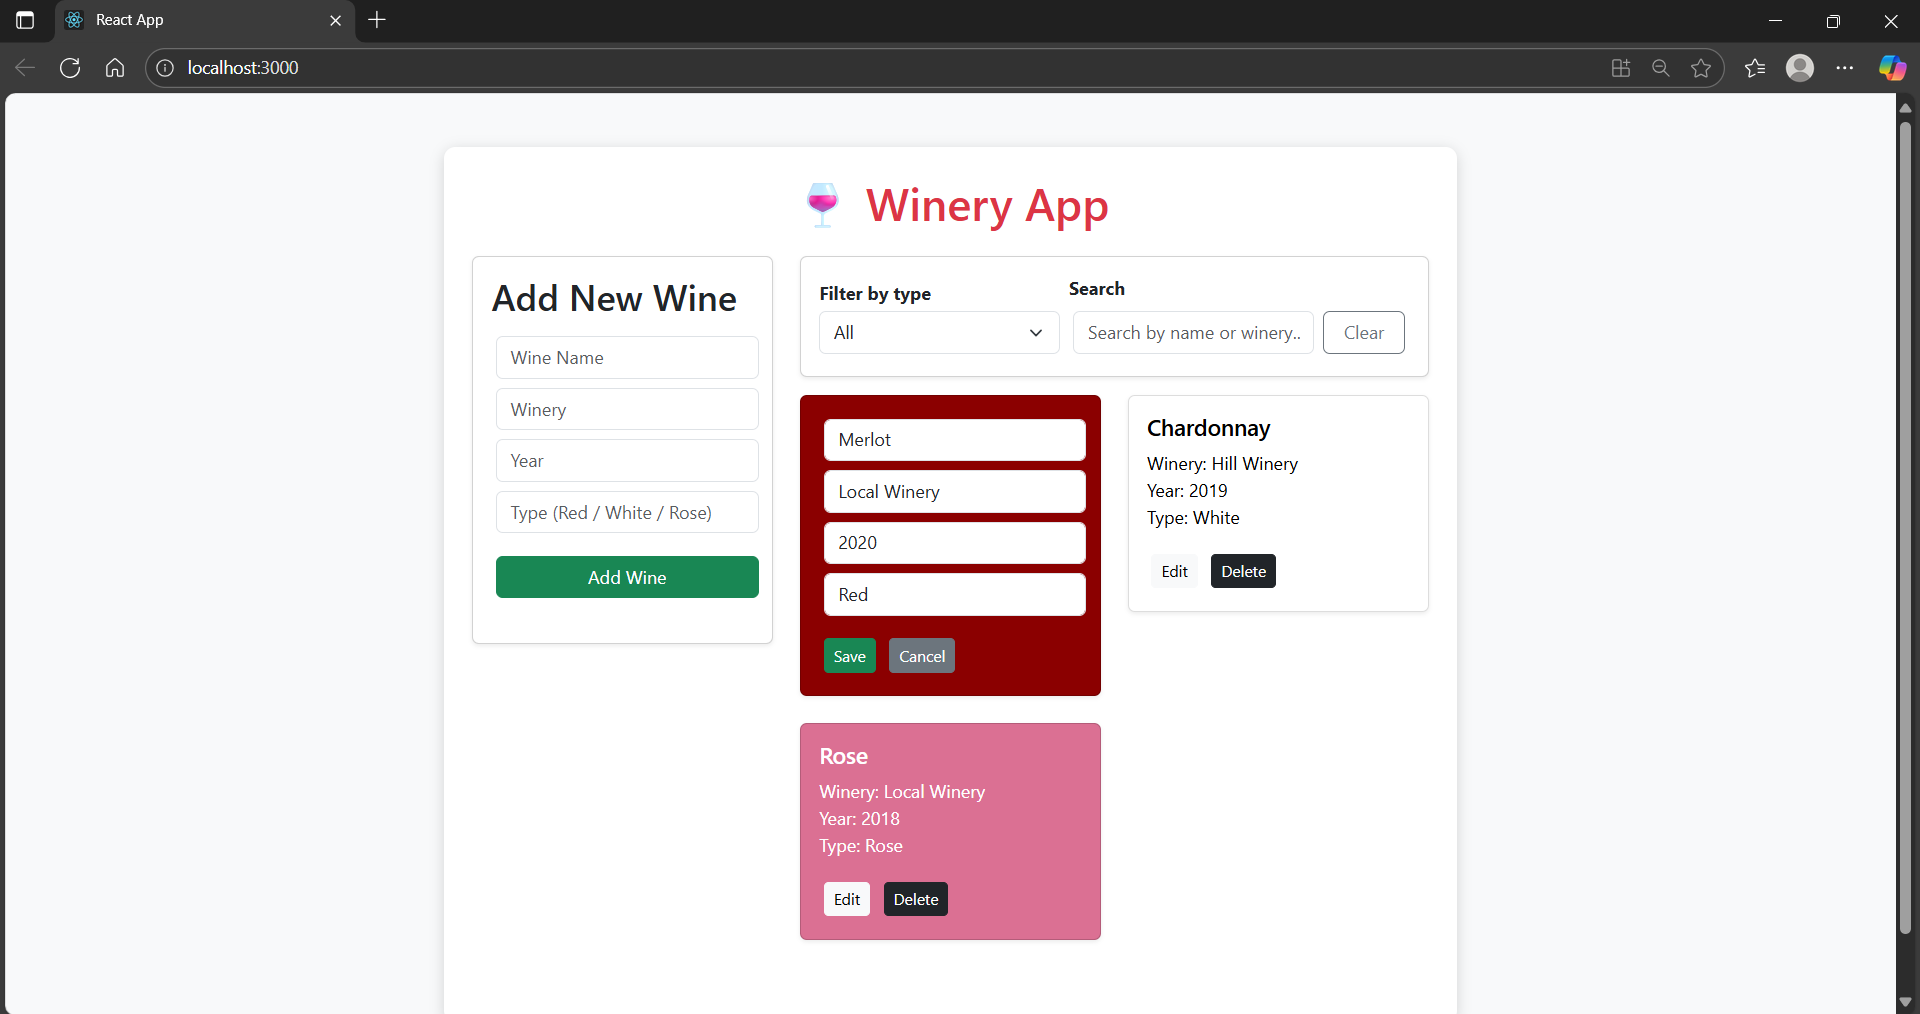 React App
localhost:3000
Winery App
Add New Wine
Wine Name
Winery
Year
Type (Red / White / Rose)
Add Wine
Filter by type
All
Search
Search by name or winery..
Clear
Merlot
Local Winery
2020
Red
Save Cancel
Chardonnay
Winery: Hill Winery
Year: 2019
Type: White
Edit Delete
Rose
Winery: Local Winery
Year: 2018
Type: Rose
Edit Delete